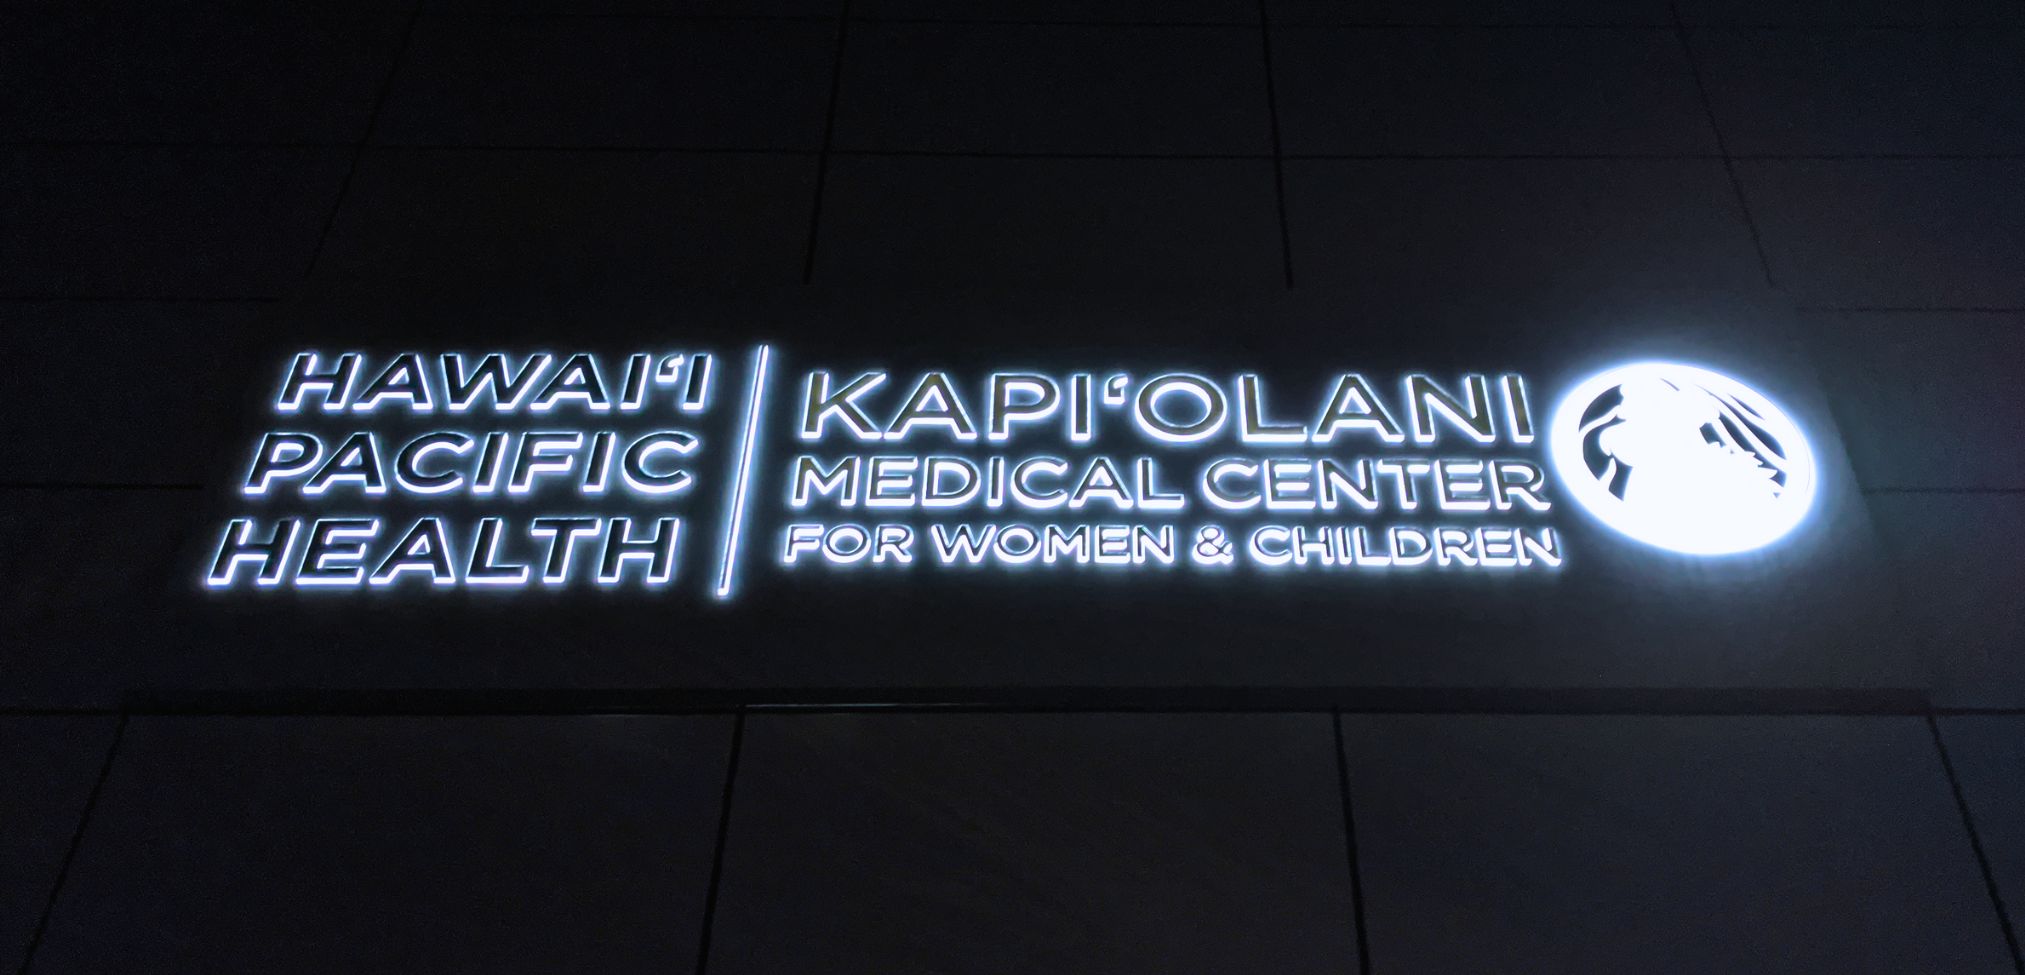 HAWAIʻI
PACIFIC
HEALTH
KAPIʻOLANI
MEDICAL CENTER
FOR WOMEN & CHILDREN